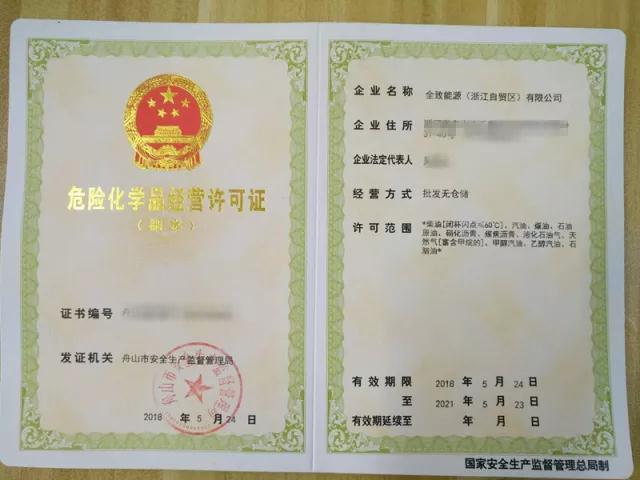 危险化学品经营许可证
（副本）
证书编号 舟
发证机关 舟山市安全生产监督管理局
2018 年 5 月 24 日
企业名称 全致能源（浙江自贸区）有限公司
企业住所
企业法定代表人
经营方式 批发无仓储
许可范围 *柴油[闭杯闪点≤60℃]、汽油、煤油、石油
原油、硝化沥青、煤焦沥青、液化石油气、天
然气[富含甲烷的]、甲醇汽油、乙醇汽油、石
脑油*
有效期限 2018 年 5 月 24 日
至 2021 年 5 月 23 日
有效期延续至 年 月 日
国家安全生产监督管理总局制